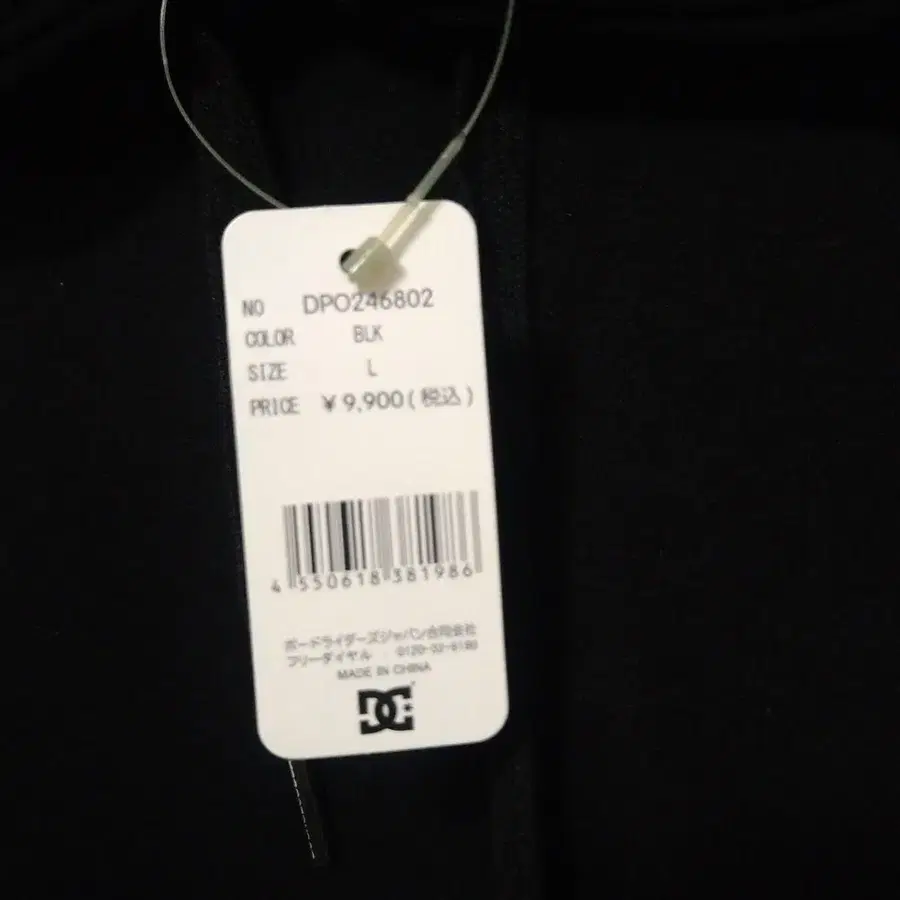 NO DPO246802
COLOR BLK
SIZE L
PRICE ¥9,900(税込)
4 550618 381986
ボードライダーズジャパン合同会社
フリーダイヤル : 0120-32-6190
MADE IN CHINA
DC